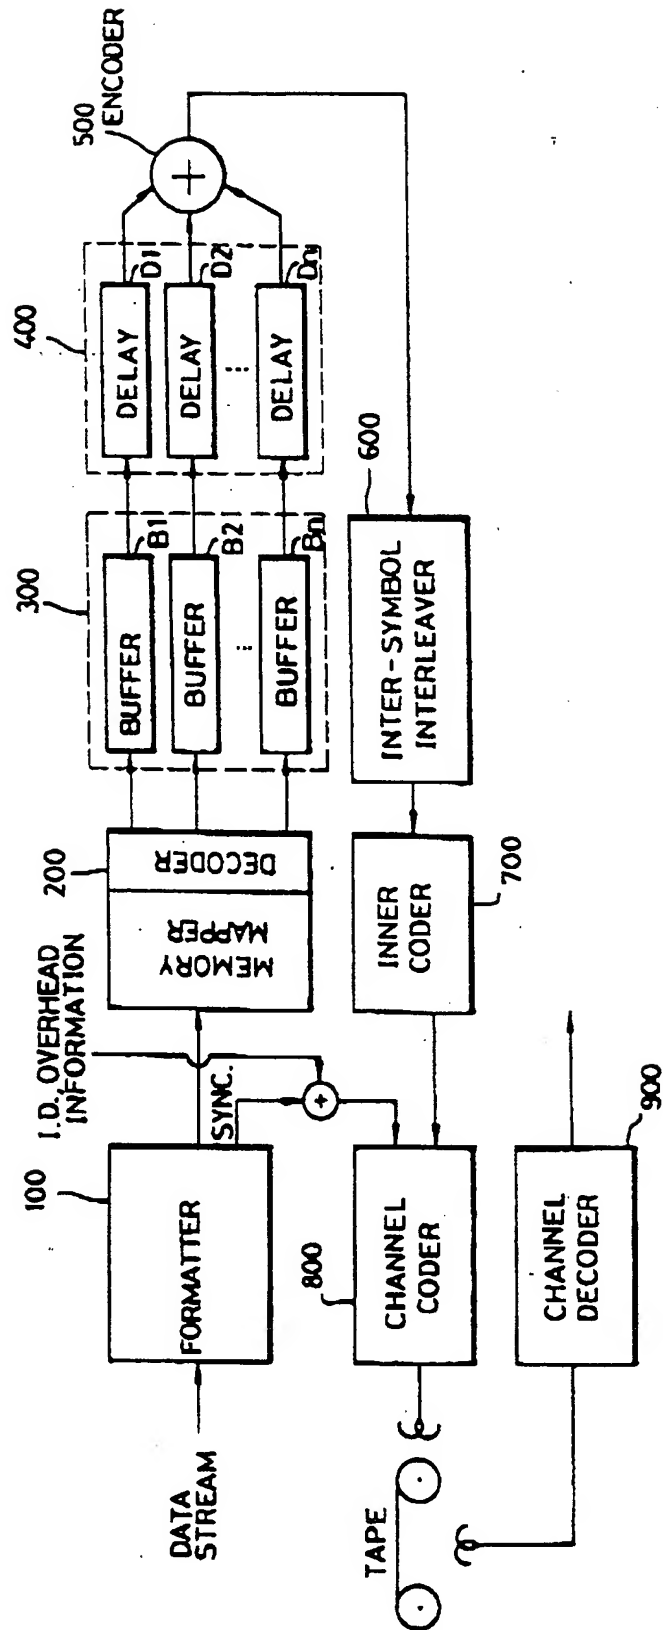 DATA
STREAM
100
FORMATTER
SYNC.
I.D., OVERHEAD
INFORMATION
200
MEMORY
MAPPER
DECODER
300
BUFFER
B1
BUFFER
B2
...
BUFFER
Bn
400
DELAY
D1
DELAY
D2
...
DELAY
Dn
500
ENCODER
+
+
600
INTER-SYMBOL
INTERLEAVER
INNER
CODER
700
800
CHANNEL
CODER
TAPE
CHANNEL
DECODER
900